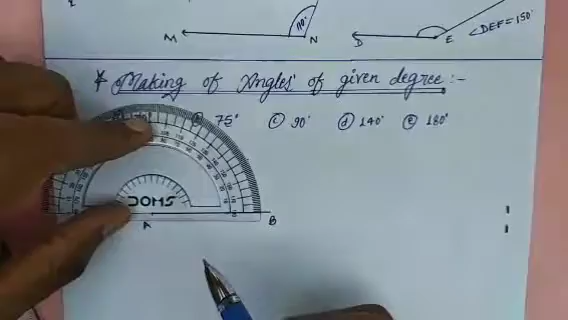 110°
M N D E ∠DEF = 150°
* Making of Angles of given degree :-
75° ⓒ 90° ⓓ 140° ⓔ 180°
DOMS
A B